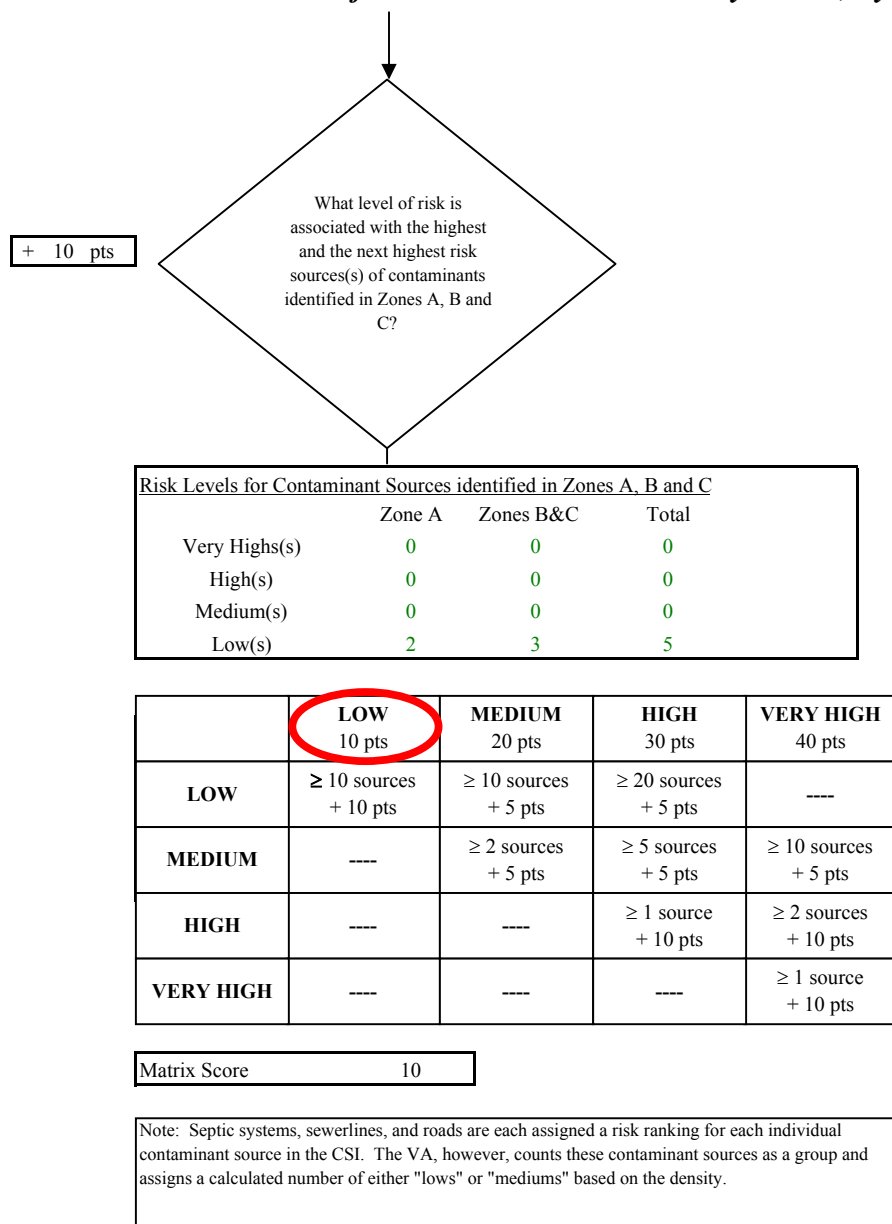 What level of risk is
associated with the highest
and the next highest risk
sources(s) of contaminants
identified in Zones A, B and
C?
+ 10 pts
Risk Levels for Contaminant Sources identified in Zones A, B and C
Zone A Zones B&C Total
Very Highs(s) 0 0 0
High(s) 0 0 0
Medium(s) 0 0 0
Low(s) 2 3 5
LOW MEDIUM HIGH VERY HIGH
10 pts 20 pts 30 pts 40 pts
LOW ≥ 10 sources + 10 pts ≥ 10 sources + 5 pts ≥ 20 sources + 5 pts ----
MEDIUM ---- ≥ 2 sources + 5 pts ≥ 5 sources + 5 pts ≥ 10 sources + 5 pts
HIGH ---- ---- ≥ 1 source + 10 pts ≥ 2 sources + 10 pts
VERY HIGH ---- ---- ---- ≥ 1 source + 10 pts
Matrix Score 10
Note: Septic systems, sewerlines, and roads are each assigned a risk ranking for each individual
contaminant source in the CSI. The VA, however, counts these contaminant sources as a group and
assigns a calculated number of either "lows" or "mediums" based on the density.